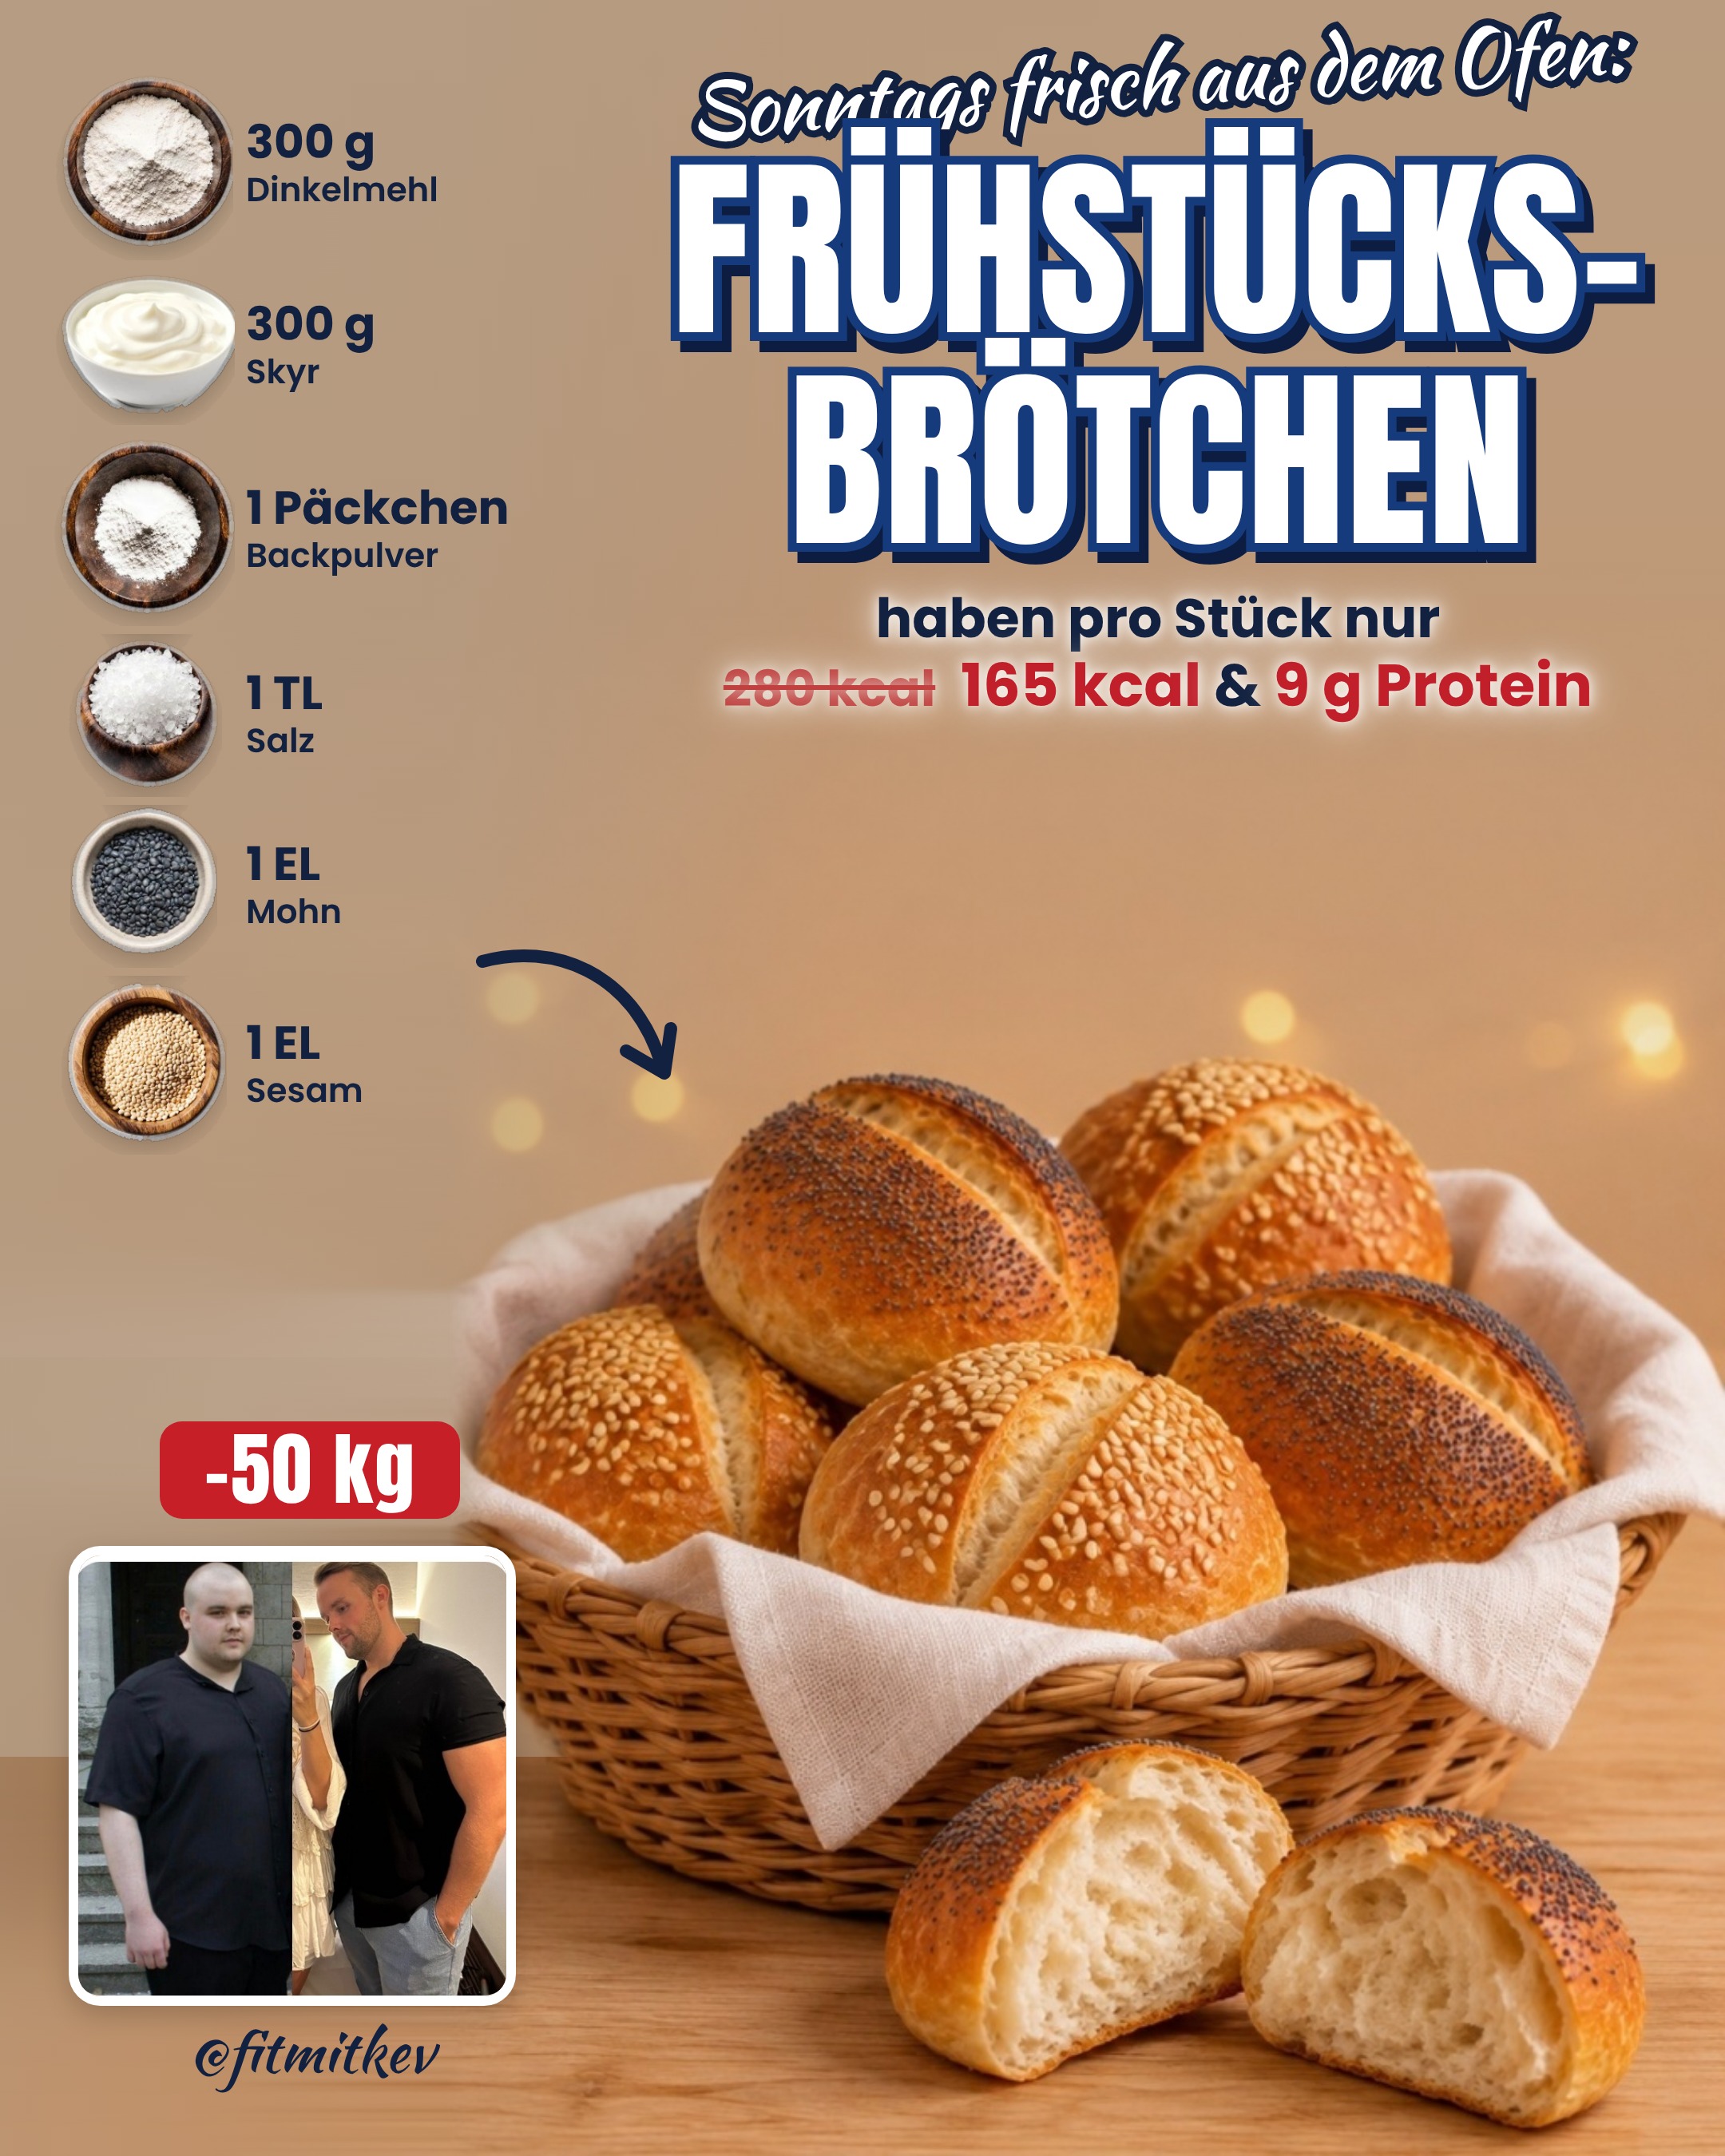 Sonntags frisch aus dem Ofen:
FRÜHSTÜCKS-
BRÖTCHEN
haben pro Stück nur
280 kcal 165 kcal & 9 g Protein
300 g
Dinkelmehl
300 g
Skyr
1 Päckchen
Backpulver
1 TL
Salz
1 EL
Mohn
1 EL
Sesam
-50 kg
@fitmitkev